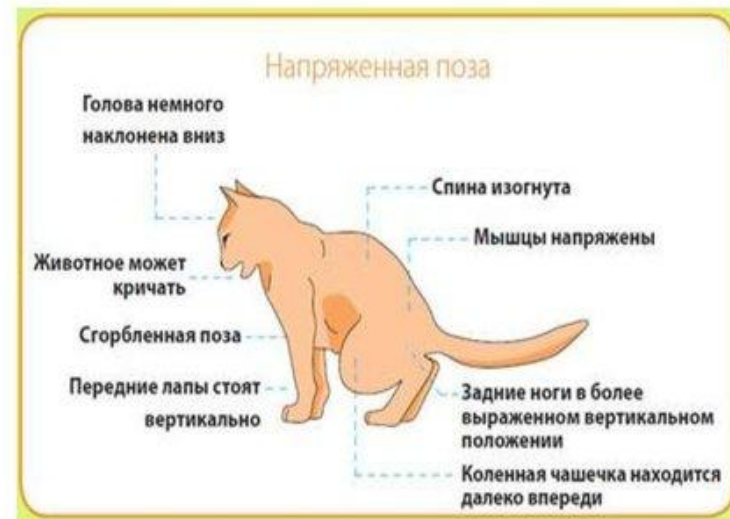 Напряженная поза
Голова немного
наклонена вниз
Спина изогнута
Мышцы напряжены
Животное может
кричать
Сгорбленная поза
Передние лапы стоят
вертикально
Задние ноги в более
выраженном вертикальном
положении
Коленная чашечка находится
далеко впереди